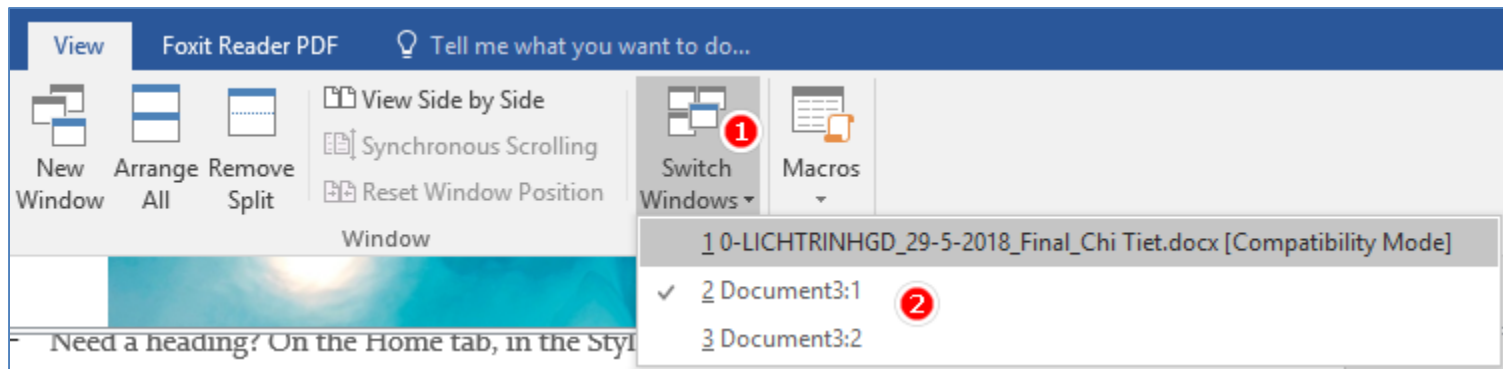 View Foxit Reader PDF Tell me what you want to do...
New Window
Arrange All
Remove Split
View Side by Side
Synchronous Scrolling
Reset Window Position
Switch Windows
1
Macros
Window
1 0-LICHTRINHGD_29-5-2018_Final_Chi Tiet.docx [Compatibility Mode]
2 Document3:1
2
3 Document3:2
Need a heading? On the Home tab, in the Styl